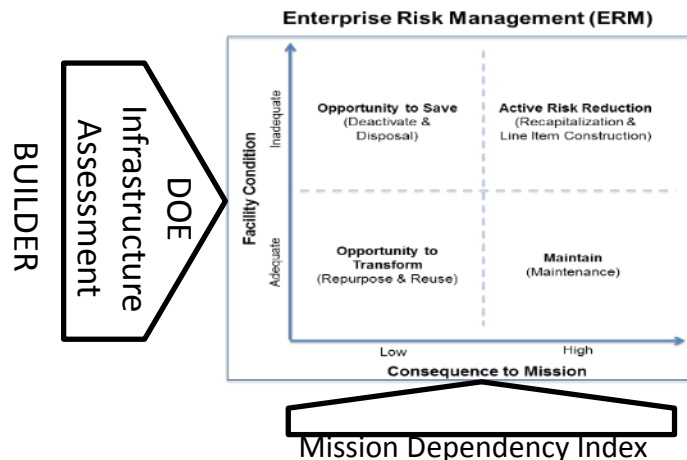 Enterprise Risk Management (ERM)
BUILDER
DOE
Infrastructure
Assessment
Facility Condition
Inadequate
Adequate
Opportunity to Save
(Deactivate &
Disposal)
Active Risk Reduction
(Recapitalization &
Line Item Construction)
Opportunity to
Transform
(Repurpose & Reuse)
Maintain
(Maintenance)
Low
High
Consequence to Mission
Mission Dependency Index